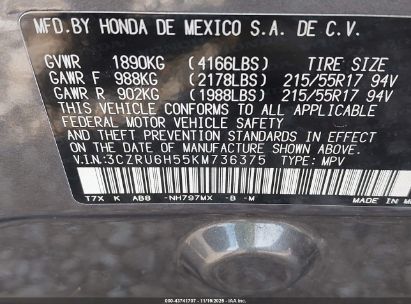 MFD.BY HONDA DE MEXICO S.A. DE C.V.
GVWR 1890KG (4166LBS) TIRE SIZE
GAWR F 988KG (2178LBS) 215/55R17 94V
GAWR R 902KG (1988LBS) 215/55R17 94V
THIS VEHICLE CONFORMS TO ALL APPLICABLE
FEDERAL MOTOR VEHICLE SAFETY
AND THEFT PREVENTION STANDARDS IN EFFECT
ON THE DATE OF MANUFACTURE SHOWN ABOVE.
V.I.N:3CZRU6H55KM736375 TYPE: MPV
T7X K AB8 -NH797MX -B -M MADE IN